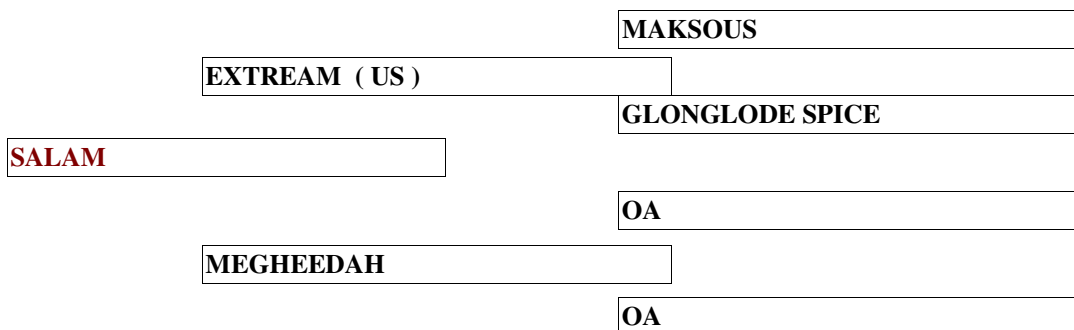 MAKSOUS
EXTREAM ( US )
GLONGLODE SPICE
SALAM
OA
MEGHEEDAH
OA